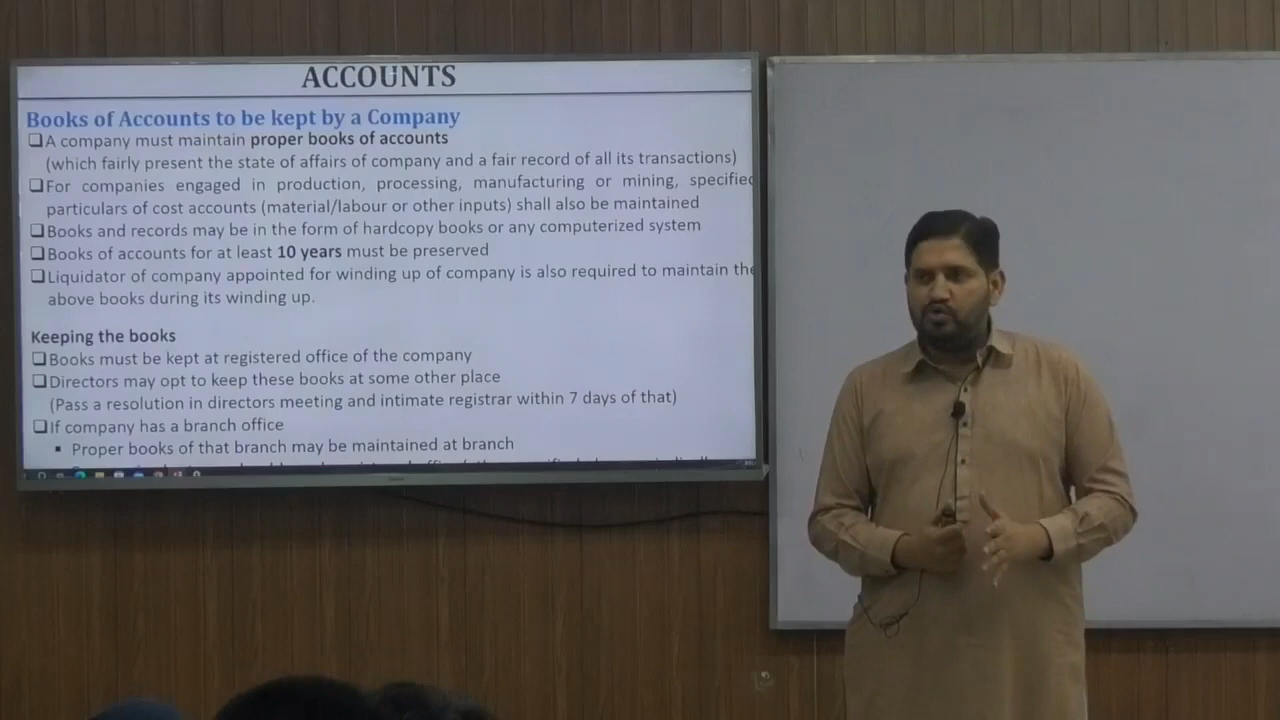 ACCOUNTS
Books of Accounts to be kept by a Company
❑A company must maintain proper books of accounts
(which fairly present the state of affairs of company and a fair record of all its transactions)
❑For companies engaged in production, processing, manufacturing or mining, specified
particulars of cost accounts (material/labour or other inputs) shall also be maintained
❑Books and records may be in the form of hardcopy books or any computerized system
❑Books of accounts for at least 10 years must be preserved
❑Liquidator of company appointed for winding up of company is also required to maintain the
above books during its winding up.
Keeping the books
❑Books must be kept at registered office of the company
❑Directors may opt to keep these books at some other place
(Pass a resolution in directors meeting and intimate registrar within 7 days of that)
❑If company has a branch office
▪ Proper books of that branch may be maintained at branch